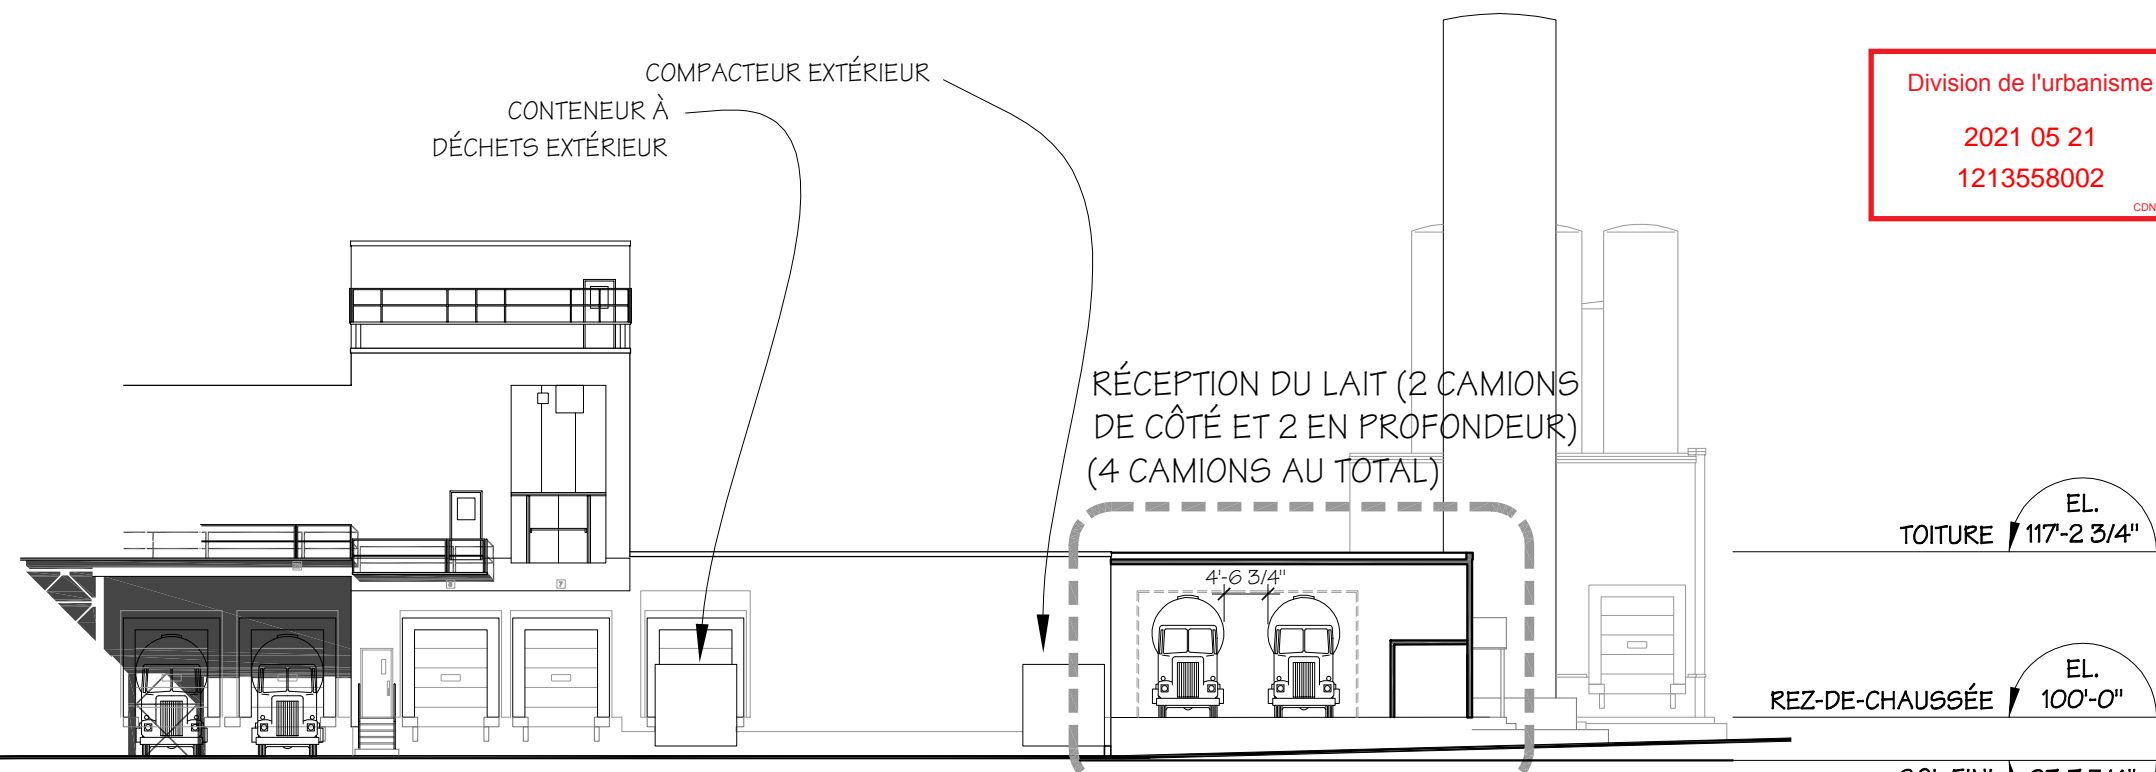 COMPACTEUR EXTÉRIEUR
CONTENEUR À
DÉCHETS EXTÉRIEUR
Division de l'urbanisme
2021 05 21
1213558002
CDN
RÉCEPTION DU LAIT (2 CAMIONS
DE CÔTÉ ET 2 EN PROFONDEUR)
(4 CAMIONS AU TOTAL)
4'-6 3/4"
7
TOITURE
EL.
117'-2 3/4"
REZ-DE-CHAUSSÉE
EL.
100'-0"